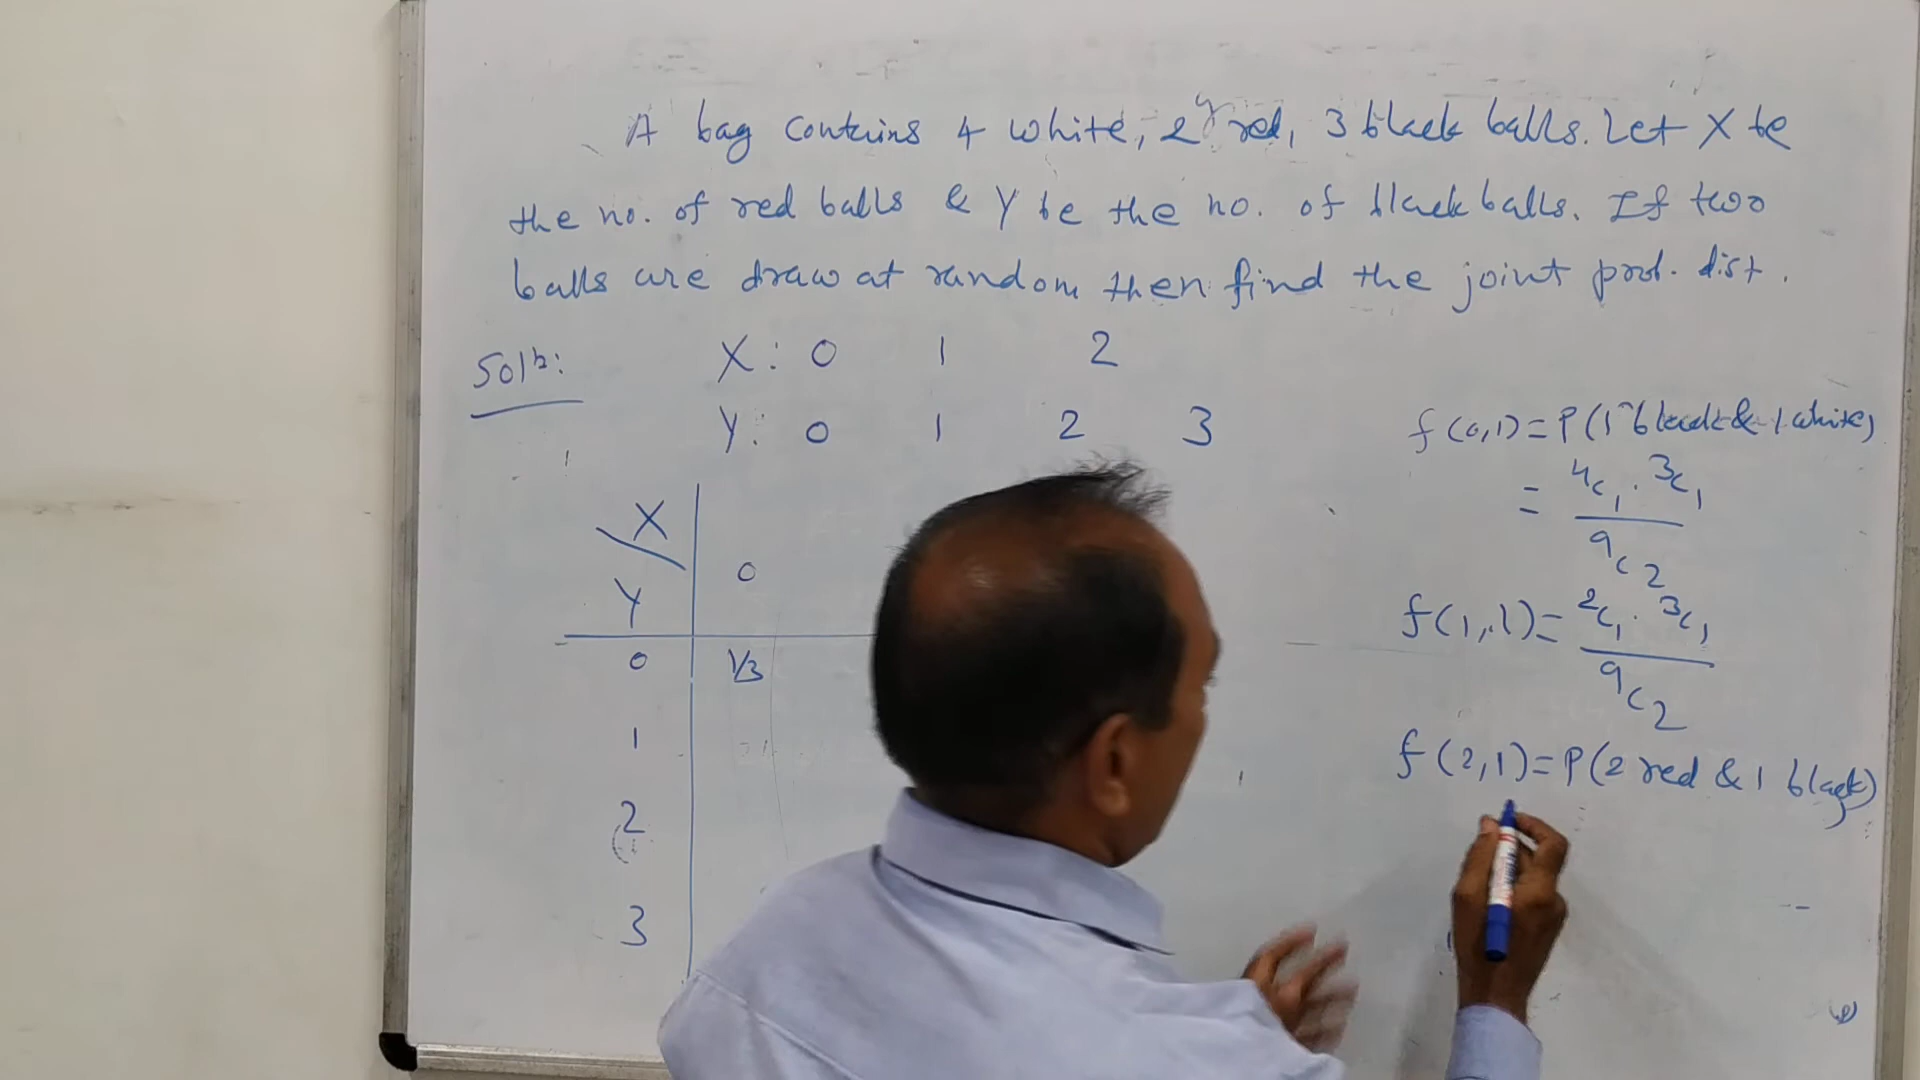 A bag contains 4 white, 2 red, 3 black balls. Let X be
the no. of red balls & Y be the no. of black balls. If two
balls are draw at random then find the joint prob. dist.
Solⁿ:
X: 0 1 2
Y: 0 1 2 3
X
Y
0
0 1/3
1
2
3
f(0,1) = P(1 black & 1 white)
= ⁴C₁ · ³C₁
⁹C₂
f(1,1) = ²C₁ · ³C₁
⁹C₂
f(2,1) = P(2 red & 1 black)